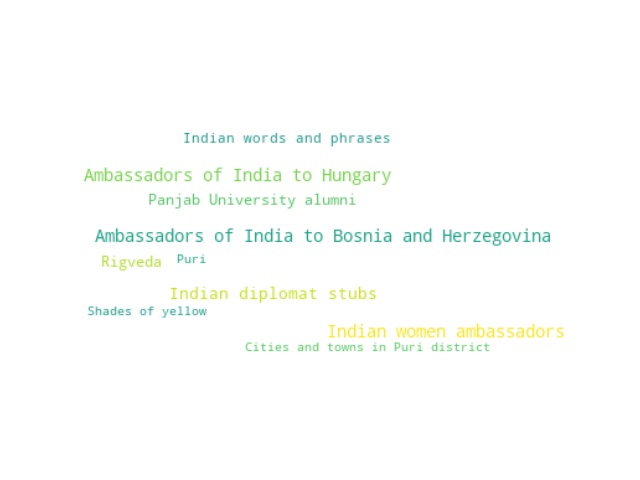 Indian words and phrases
Ambassadors of India to Hungary
Panjab University alumni
Ambassadors of India to Bosnia and Herzegovina
Rigveda Puri
Indian diplomat stubs
Shades of yellow
Indian women ambassadors
Cities and towns in Puri district